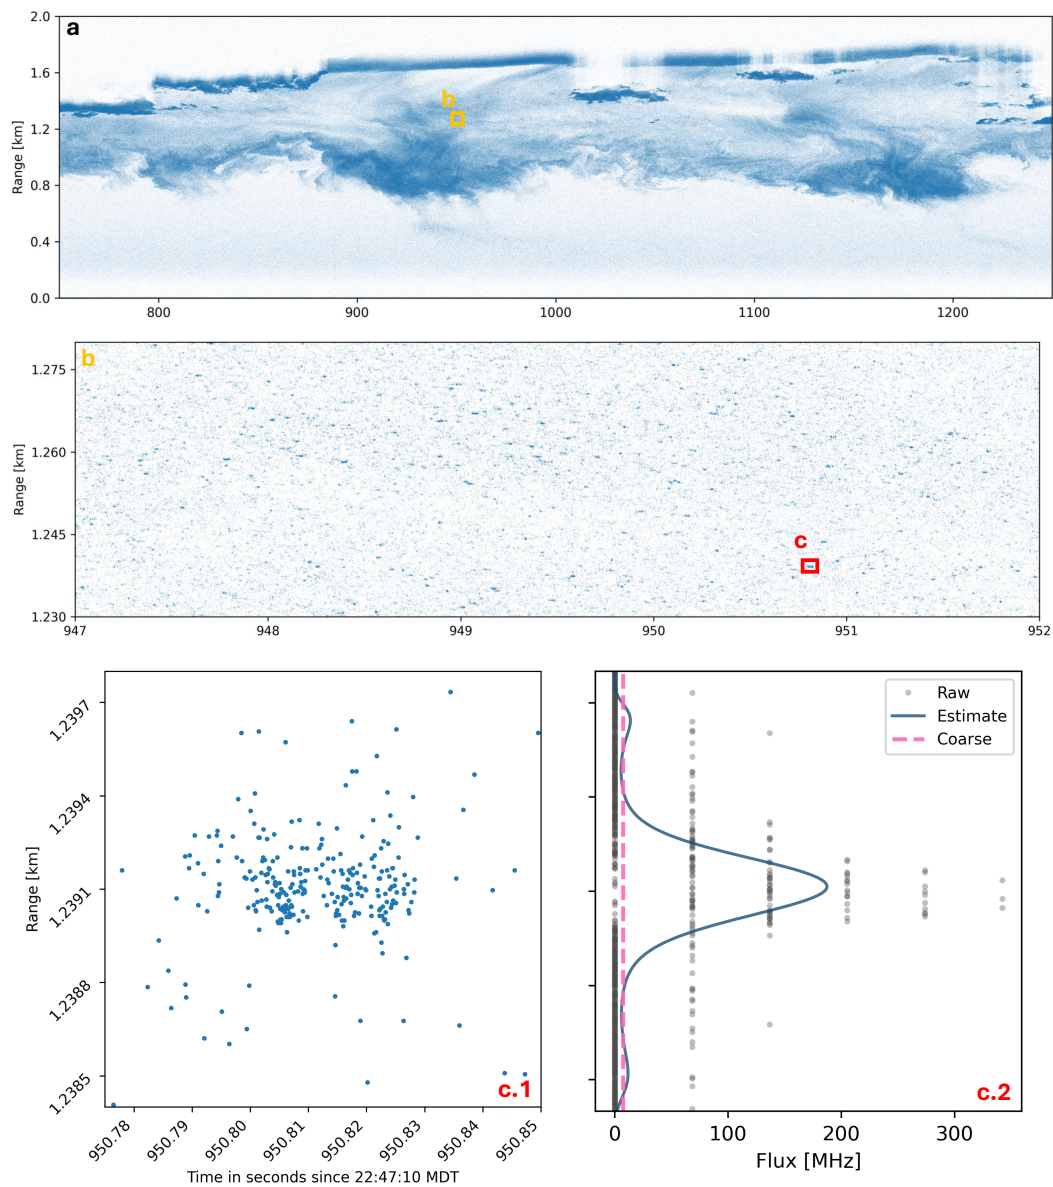 a
2.0
1.6
1.2
0.8
0.4
0.0
Range [km]
b
800
900
1000
1100
1200
b
1.275
1.260
1.245
1.230
Range [km]
c
947
948
949
950
951
952
1.2397
1.2394
1.2391
1.2388
1.2385
Range [km]
c.1
950.78
950.79
950.80
950.81
950.82
950.83
950.84
950.85
Time in seconds since 22:47:10 MDT
Raw
Estimate
Coarse
c.2
0
100
200
300
Flux [MHz]